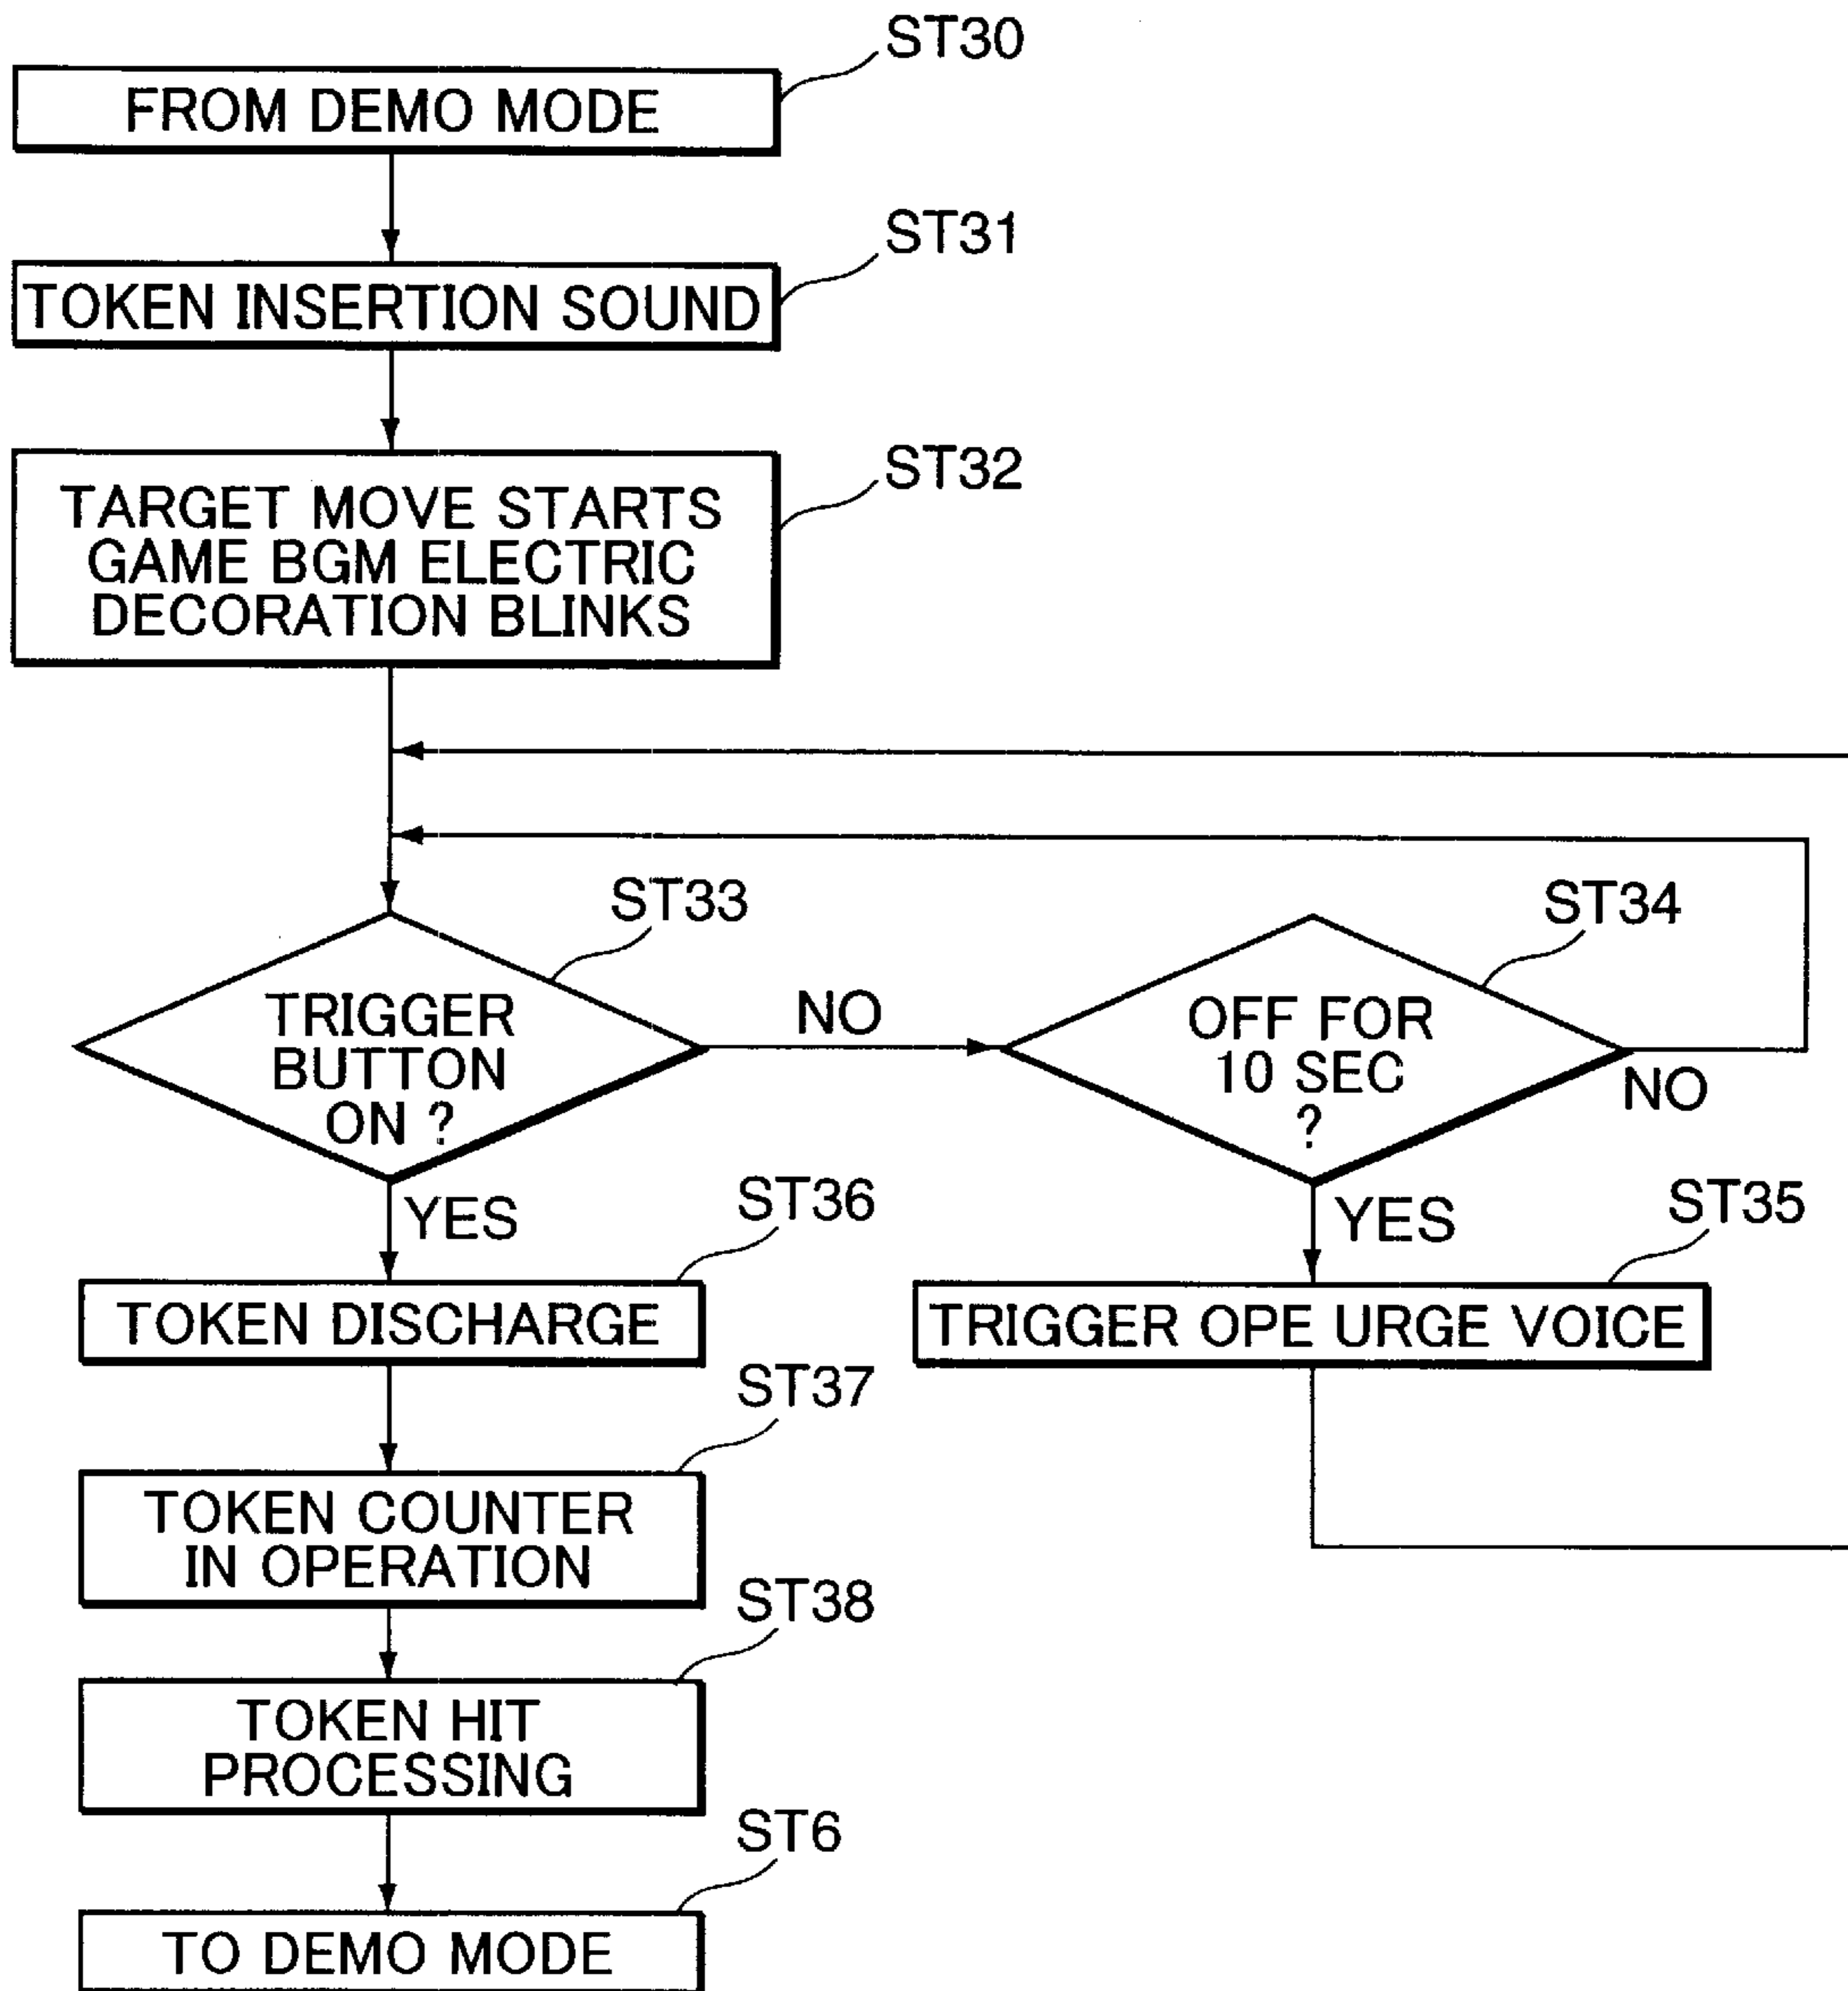 ST30
FROM DEMO MODE
ST31
TOKEN INSERTION SOUND
ST32
TARGET MOVE STARTS
GAME BGM ELECTRIC
DECORATION BLINKS
ST33
TRIGGER
BUTTON
ON ?
NO
ST34
OFF FOR
10 SEC
?
NO
YES
ST35
TRIGGER OPE URGE VOICE
YES
ST36
TOKEN DISCHARGE
ST37
TOKEN COUNTER
IN OPERATION
ST38
TOKEN HIT
PROCESSING
ST6
TO DEMO MODE